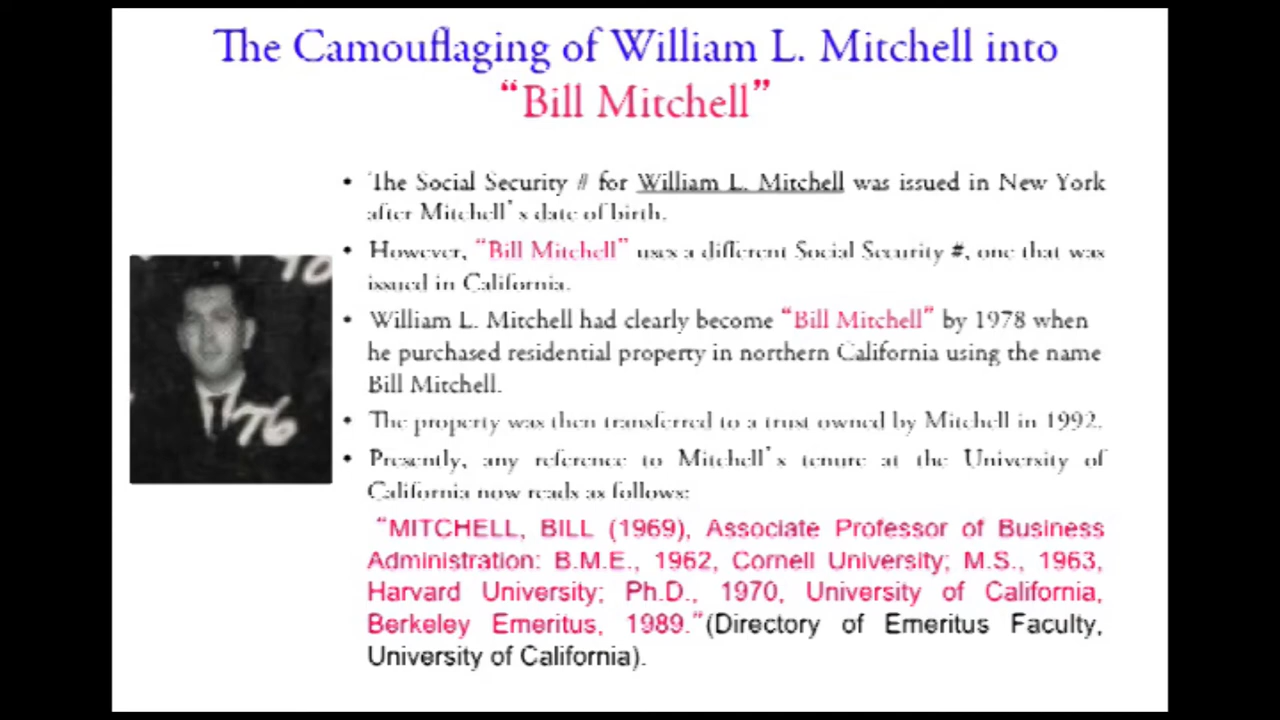 The Camouflaging of William L. Mitchell into
“Bill Mitchell”
• The Social Security # for William L. Mitchell was issued in New York
after Mitchell’s date of birth.
• However, “Bill Mitchell” uses a different Social Security #, one that was
issued in California.
• William L. Mitchell had clearly become “Bill Mitchell” by 1978 when
he purchased residential property in northern California using the name
Bill Mitchell.
• The property was then transferred to a trust owned by Mitchell in 1992.
• Presently, any reference to Mitchell’s tenure at the University of
California now reads as follows:
“MITCHELL, BILL (1969), Associate Professor of Business
Administration: B.M.E., 1962, Cornell University; M.S., 1963,
Harvard University; Ph.D., 1970, University of California,
Berkeley Emeritus, 1989.”(Directory of Emeritus Faculty,
University of California).
76